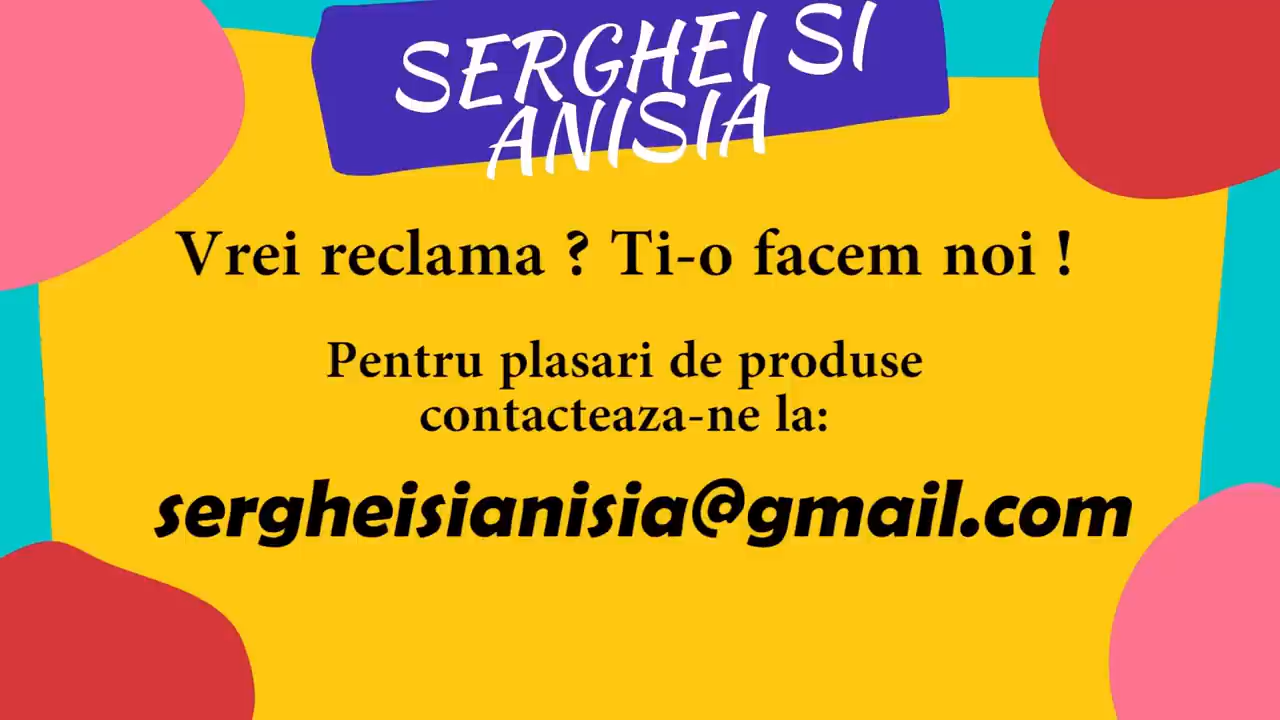 SERGHEI SI
ANISIA
Vrei reclama ? Ti-o facem noi !
Pentru plasari de produse
contacteaza-ne la:
sergheisianisia@gmail.com